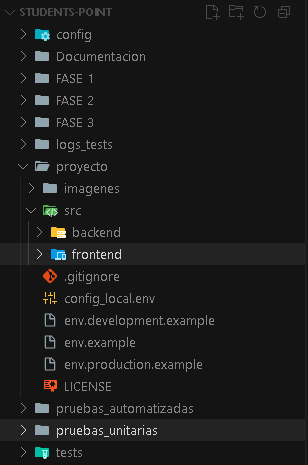 STUDENTS-POINT
config
Documentacion
FASE 1
FASE 2
FASE 3
logs_tests
proyecto
imagenes
src
backend
frontend
.gitignore
config_local.env
env.development.example
env.example
env.production.example
LICENSE
pruebas_automatizadas
pruebas_unitarias
tests